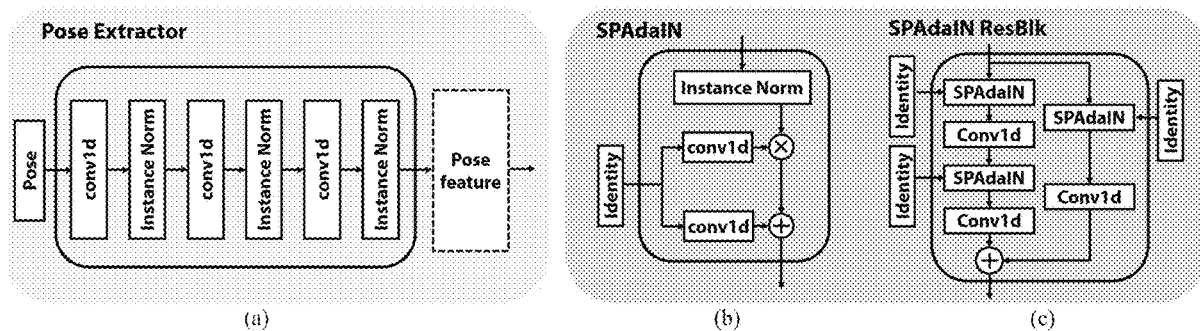 Pose Extractor
Pose
conv1d
Instance Norm
conv1d
Instance Norm
conv1d
Instance Norm
Pose
feature
(a)
SPAdaIN
Instance Norm
Identity
conv1d
conv1d
(b)
SPAdaIN ResBlk
Identity
SPAdaIN
Conv1d
Identity
SPAdaIN
Conv1d
SPAdaIN
Conv1d
Identity
(c)